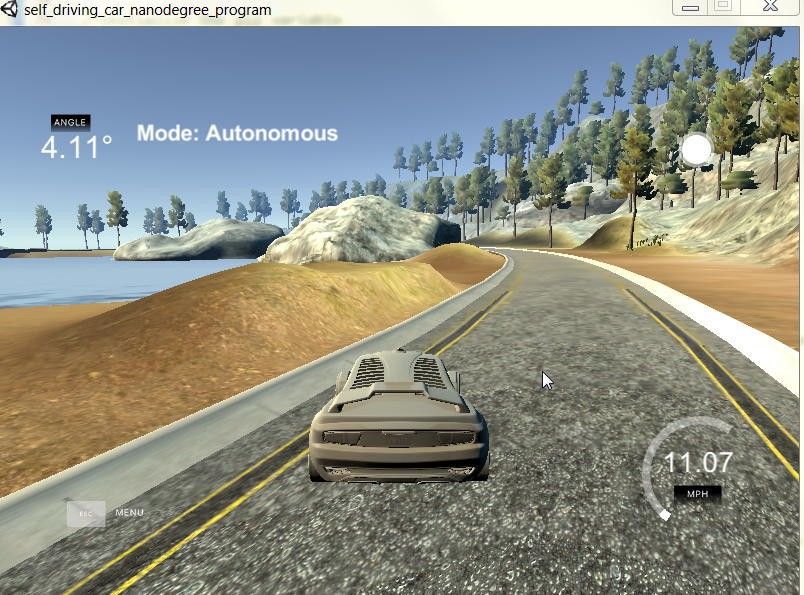 self_driving_car_nanodegree_program
ANGLE
4.11°
Mode: Autonomous
11.07
MPH
ESC
MENU